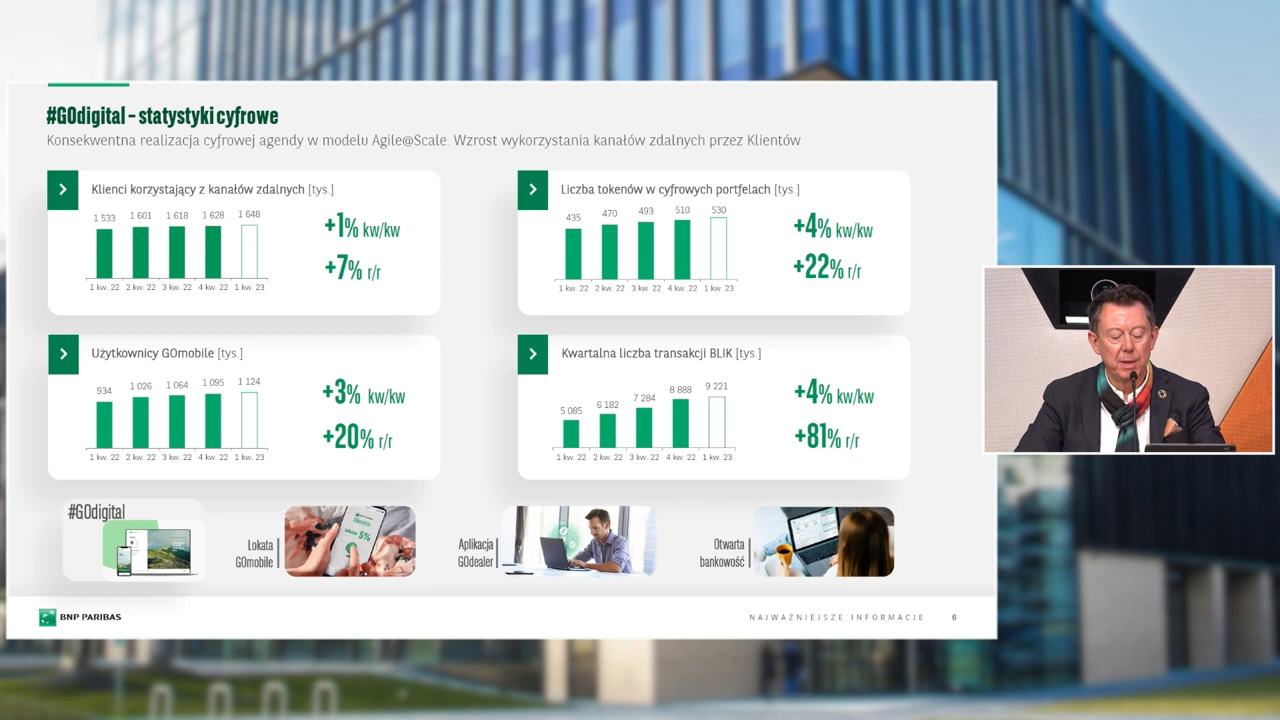 #GOdigital – statystyki cyfrowe
Konsekwentna realizacja cyfrowej agendy w modelu Agile@Scale. Wzrost wykorzystania kanałów zdalnych przez Klientów
Klienci korzystający z kanałów zdalnych [tys.]
1 533 1 601 1 618 1 628 1 648
1 kw. 22 2 kw. 22 3 kw. 22 4 kw. 22 1 kw. 23
+1% kw/kw
+7% r/r
Liczba tokenów w cyfrowych portfelach [tys.]
435 470 493 510 530
1 kw. 22 2 kw. 22 3 kw. 22 4 kw. 22 1 kw. 23
+4% kw/kw
+22% r/r
Użytkownicy GOmobile [tys.]
934 1 026 1 064 1 095 1 124
1 kw. 22 2 kw. 22 3 kw. 22 4 kw. 22 1 kw. 23
+3% kw/kw
+20% r/r
Kwartalna liczba transakcji BLIK [tys.]
5 085 6 182 7 284 8 888 9 221
1 kw. 22 2 kw. 22 3 kw. 22 4 kw. 22 1 kw. 23
+4% kw/kw
+81% r/r
#GOdigital
Lokata
GOmobile
5%
Aplikacja
GOdealer
Otwarta
bankowość
BNP PARIBAS
NAJWAŻNIEJSZE INFORMACJE 6